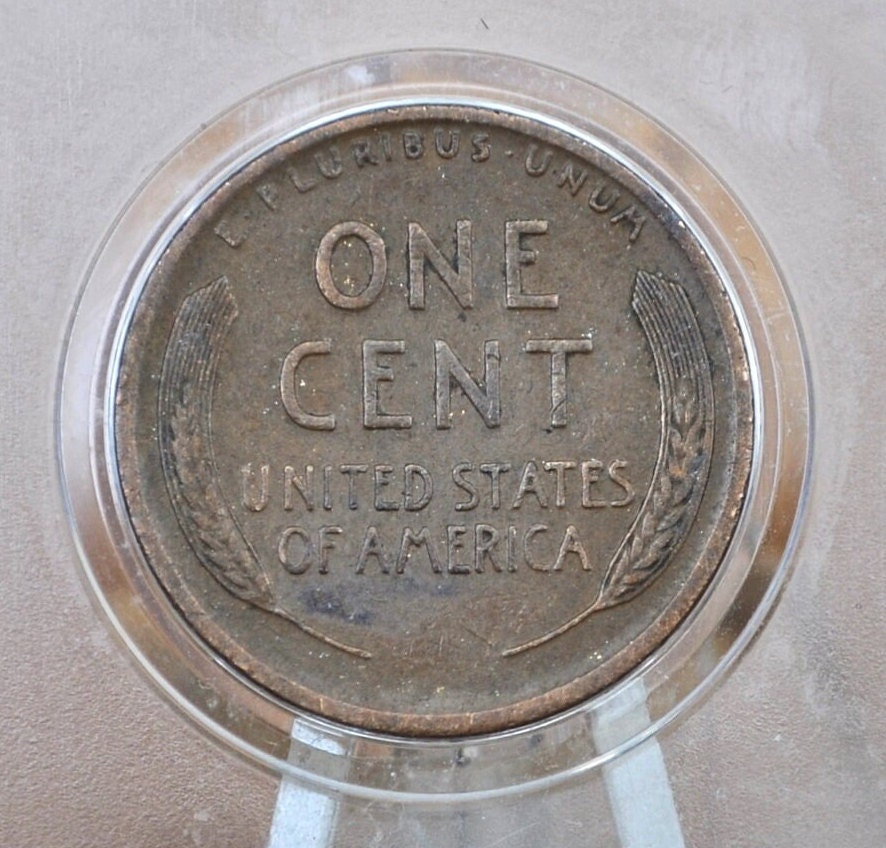 E·PLURIBUS·UNUM
ONE
CENT
UNITED STATES
OF AMERICA